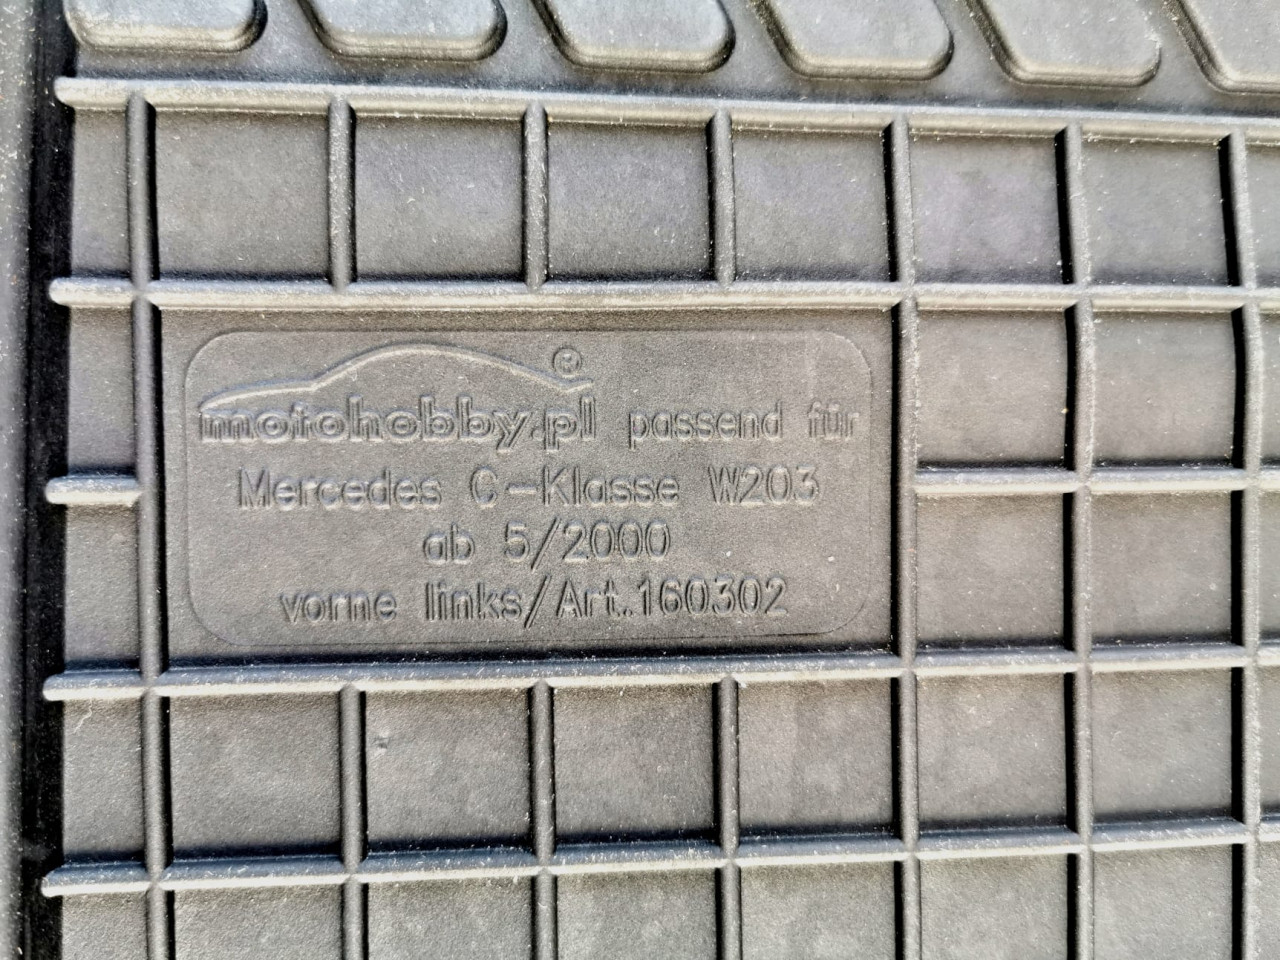 motohobby.pl ® passend für
Mercedes C-Klasse W203
ab 5/2000
vorne links/Art.160302